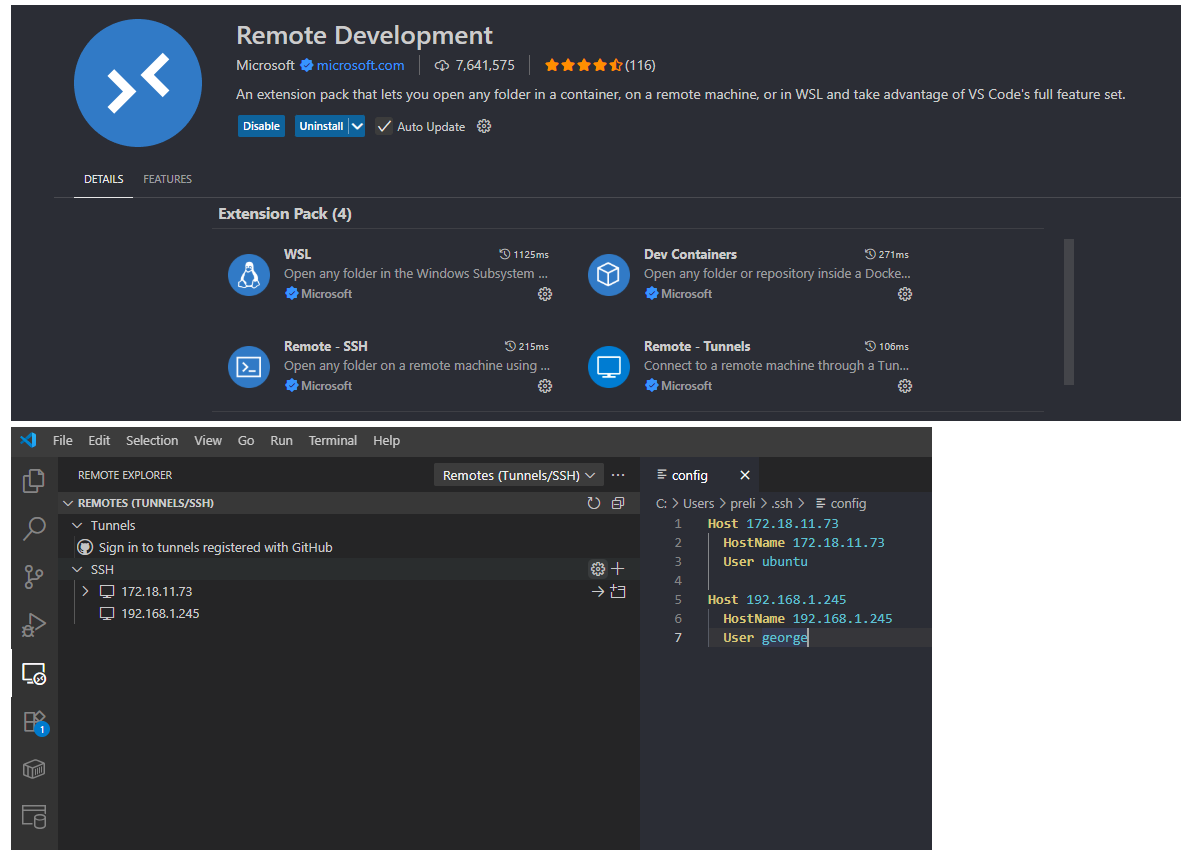 Remote Development
Microsoft microsoft.com 7,641,575 (116)
An extension pack that lets you open any folder in a container, on a remote machine, or in WSL and take advantage of VS Code's full feature set.
Disable Uninstall Auto Update
DETAILS FEATURES
Extension Pack (4)
WSL 1125ms
Open any folder in the Windows Subsystem ...
Microsoft
Dev Containers 271ms
Open any folder or repository inside a Docke...
Microsoft
Remote - SSH 215ms
Open any folder on a remote machine using ...
Microsoft
Remote - Tunnels 106ms
Connect to a remote machine through a Tun...
Microsoft
File Edit Selection View Go Run Terminal Help
REMOTE EXPLORER Remotes (Tunnels/SSH) ···
REMOTES (TUNNELS/SSH)
Tunnels
Sign in to tunnels registered with GitHub
SSH
172.18.11.73
192.168.1.245
1
config
C: > Users > preli > .ssh > config
1 Host 172.18.11.73
2 HostName 172.18.11.73
3 User ubuntu
4
5 Host 192.168.1.245
6 HostName 192.168.1.245
7 User george